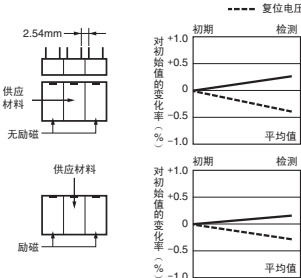 复位电压
2.54mm
供应
材料
无励磁
对初始值的变化率(%)
初期
检测
+1.0
+0.5
0
-0.5
-1.0
平均值
供应材料
励磁
对初始值的变化率(%)
初期
检测
+1.0
+0.5
0
-0.5
-1.0
平均值